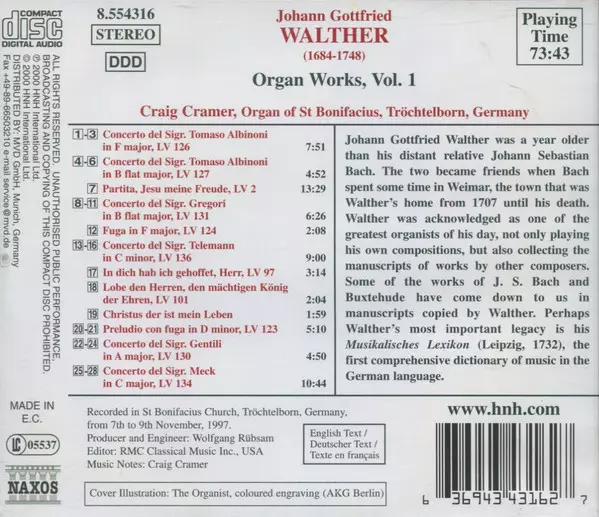 COMPACT
disc
DIGITAL AUDIO
8.554316
STEREO
DDD
Johann Gottfried
WALTHER
(1684-1748)
Organ Works, Vol. 1
Playing
Time
73:43
Craig Cramer, Organ of St Bonifacius, Tröchtelborn, Germany
1-3 Concerto del Sigr. Tomaso Albinoni
in F major, LV 126 7:51
4-6 Concerto del Sigr. Tomaso Albinoni
in B flat major, LV 127 4:52
7 Partita, Jesu meine Freude, LV 2 13:29
8-11 Concerto del Sigr. Gregori
in B flat major, LV 131 6:26
12 Fuga in F major, LV 124 2:08
13-16 Concerto del Sigr. Telemann
in C minor, LV 136 9:00
17 In dich hab ich gehoffet, Herr, LV 97 3:14
18 Lobe den Herren, den mächtigen König
der Ehren, LV 101 2:04
19 Christus der ist mein Leben 1:59
20-21 Preludio con fuga in D minor, LV 123 5:10
22-24 Concerto del Sigr. Gentili
in A major, LV 130 4:50
25-28 Concerto del Sigr. Meck
in C major, LV 134 10:44
Johann Gottfried Walther was a year older
than his distant relative Johann Sebastian
Bach. The two became friends when Bach
spent some time in Weimar, the town that was
Walther's home from 1707 until his death.
Walther was acknowledged as one of the
greatest organists of his day, not only playing
his own compositions, but also collecting the
manuscripts of works by other composers.
Some of the works of J. S. Bach and
Buxtehude have come down to us in
manuscripts copied by Walther. Perhaps
Walther's most important legacy is his
Musikalisches Lexikon (Leipzig, 1732), the
first comprehensive dictionary of music in the
German language.
ALL RIGHTS RESERVED. UNAUTHORISED PUBLIC PERFORMANCE,
BROADCASTING AND COPYING OF THIS COMPACT DISC PROHIBITED.
℗ 2000 HNH International Ltd.
© 2000 HNH International Ltd.
DISTRIBUTED BY: MVD GmbH, Munich, Germany
Fax +49-89-66503210 e-mail service@mvd.de
MADE IN
E.C.
LC 05537
NAXOS
Recorded in St Bonifacius Church, Tröchtelborn, Germany,
from 7th to 9th November, 1997.
Producer and Engineer: Wolfgang Rübsam
Editor: RMC Classical Music Inc., USA
Music Notes: Craig Cramer
English Text /
Deutscher Text /
Texte en français
Cover Illustration: The Organist, coloured engraving (AKG Berlin)
www.hnh.com
6 36943 43162 7